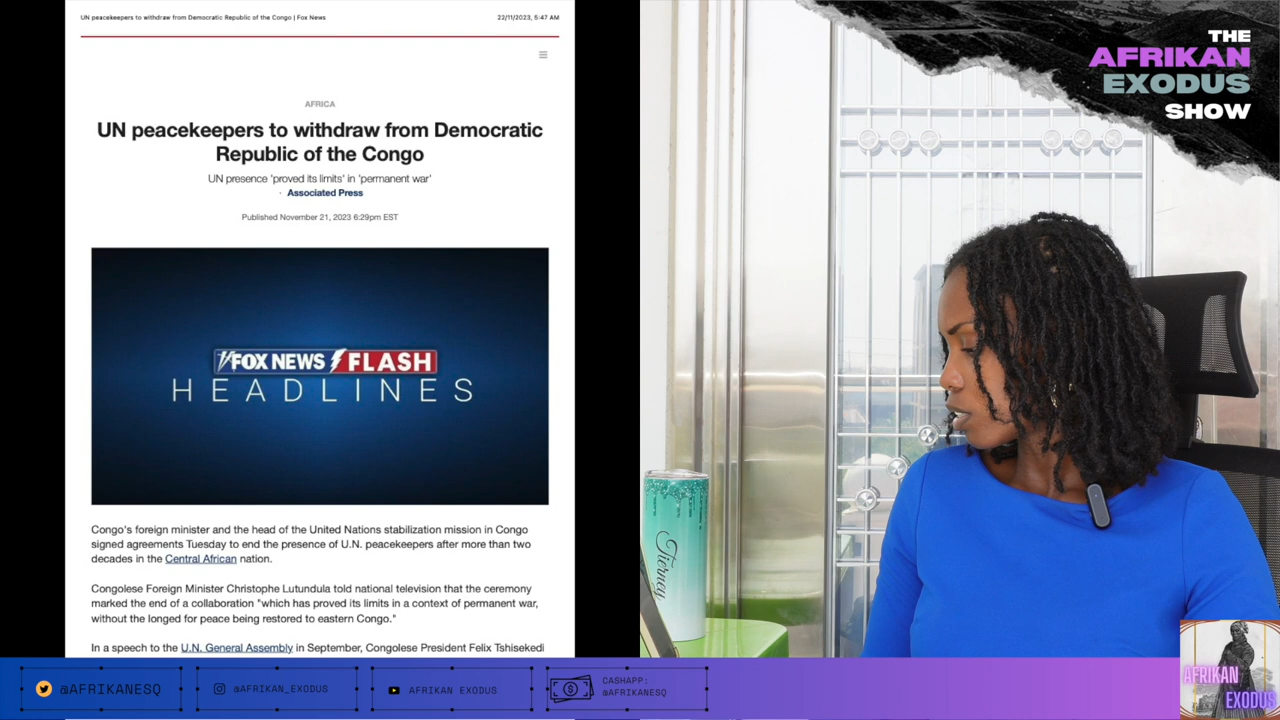 UN peacekeepers to withdraw from Democratic Republic of the Congo | Fox News
22/11/2023, 5:47 AM
AFRICA
UN peacekeepers to withdraw from Democratic
Republic of the Congo
UN presence 'proved its limits' in 'permanent war'
· Associated Press
Published November 21, 2023 6:29pm EST
FOX NEWS FLASH
HEADLINES
Congo's foreign minister and the head of the United Nations stabilization mission in Congo
signed agreements Tuesday to end the presence of U.N. peacekeepers after more than two
decades in the Central African nation.
Congolese Foreign Minister Christophe Lutundula told national television that the ceremony
marked the end of a collaboration "which has proved its limits in a context of permanent war,
without the longed for peace being restored to eastern Congo."
In a speech to the U.N. General Assembly in September, Congolese President Felix Tshisekedi
THE
AFRIKAN
EXODUS
SHOW
Tierney
@AFRIKANESQ
@AFRIKAN_EXODUS
AFRIKAN EXODUS
CASHAPP:
@AFRIKANESQ
AFRIKAN
EXODUS